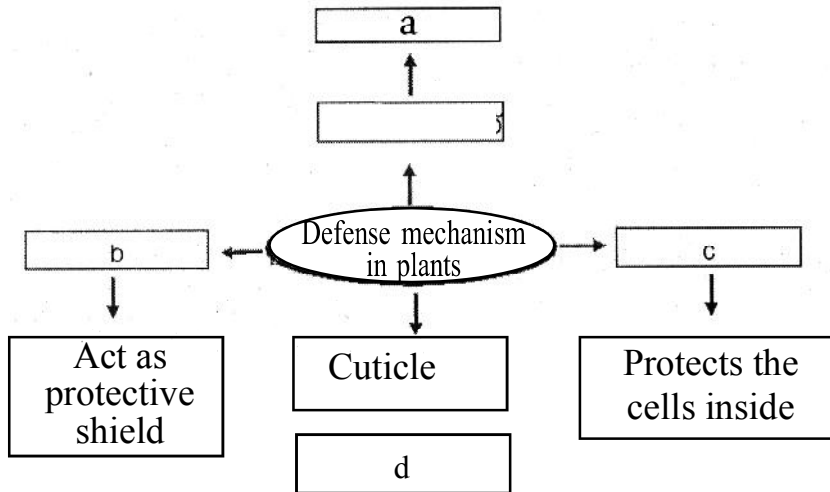 a
Defense mechanism
in plants
b
c
Act as
protective
shield
Cuticle
Protects the
cells inside
d